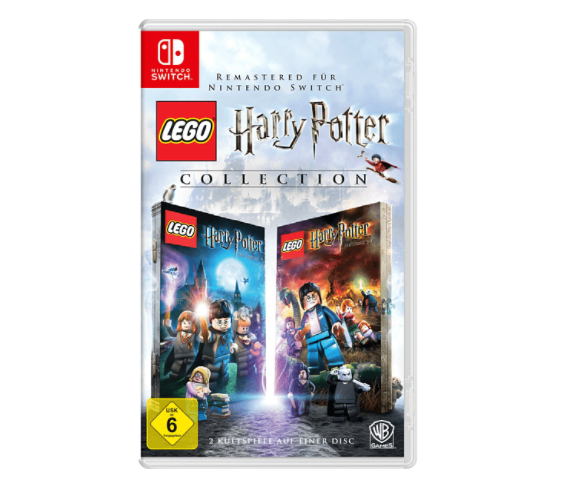 NINTENDO
SWITCH
REMASTERED FÜR
NINTENDO SWITCH
LEGO
Harry Potter
COLLECTION
LEGO
Harry Potter
LEGO
Harry Potter
USK
6
2 KULTSPIELE AUF EINER DISC
WB
GAMES